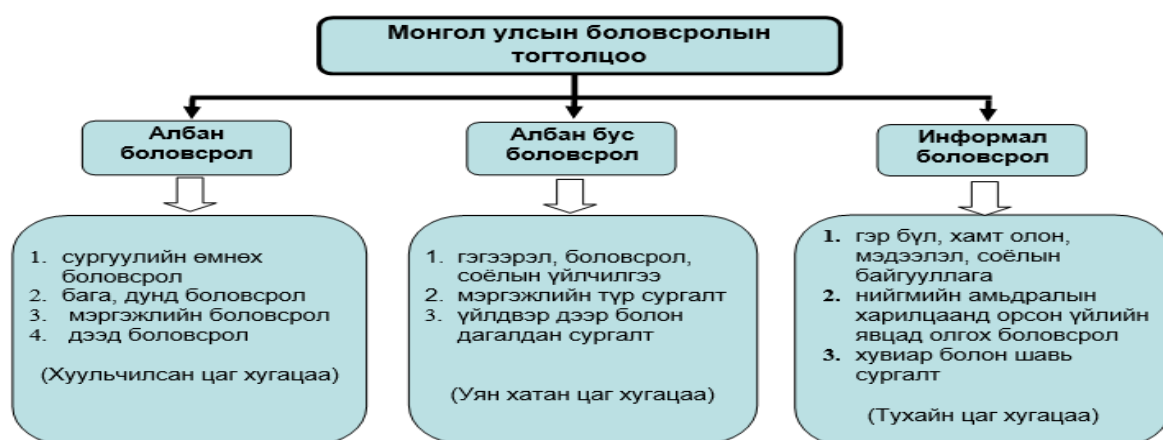 Монгол улсын боловсролын
тогтолцоо
Албан
боловсрол
Албан бус
боловсрол
Информал
боловсрол
1. сургуулийн өмнөх
боловсрол
2. бага, дунд боловсрол
3. мэргэжлийн боловсрол
4. дээд боловсрол
(Хуульчилсан цаг хугацаа)
1. гэгээрэл, боловсрол,
соёлын үйлчилгээ
2. мэргэжлийн түр сургалт
3. үйлдвэр дээр болон
дагалдан сургалт
(Уян хатан цаг хугацаа)
1. гэр бүл, хамт олон,
мэдээлэл, соёлын
байгууллага
2. нийгмийн амьдралын
харилцаанд орсон үйлийн
явцад олгох боловсрол
3. хувиар болон шавь
сургалт
(Тухайн цаг хугацаа)